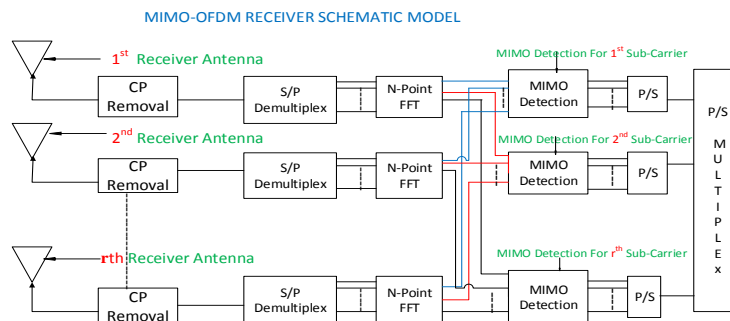 MIMO-OFDM RECEIVER SCHEMATIC MODEL
1st Receiver Antenna
MIMO Detection For 1st Sub-Carrier
CP Removal
S/P Demultiplex
N-Point FFT
MIMO Detection
P/S
2nd Receiver Antenna
MIMO Detection For 2nd Sub-Carrier
CP Removal
S/P Demultiplex
N-Point FFT
MIMO Detection
P/S
rth Receiver Antenna
MIMO Detection For rth Sub-Carrier
CP Removal
S/P Demultiplex
N-Point FFT
MIMO Detection
P/S
P/S MULTIPLEx